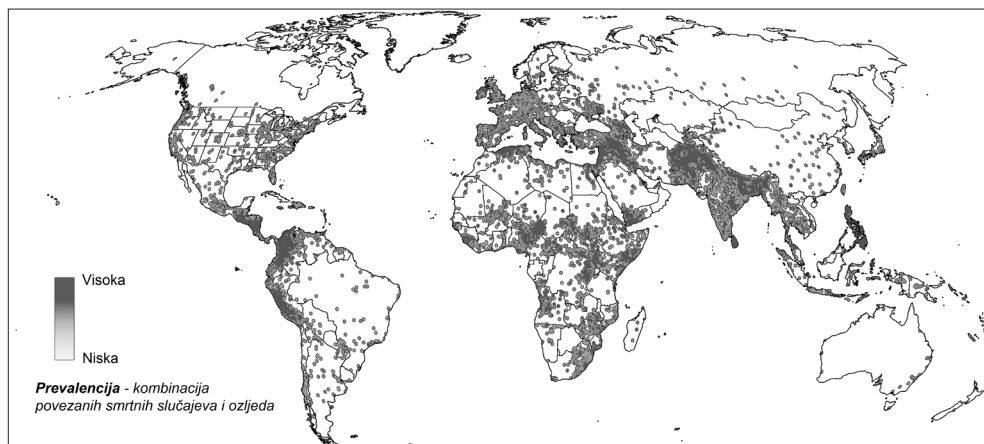 Visoka
Niska
Prevalencija - kombinacija
povezanih smrtnih slučajeva i ozljeda